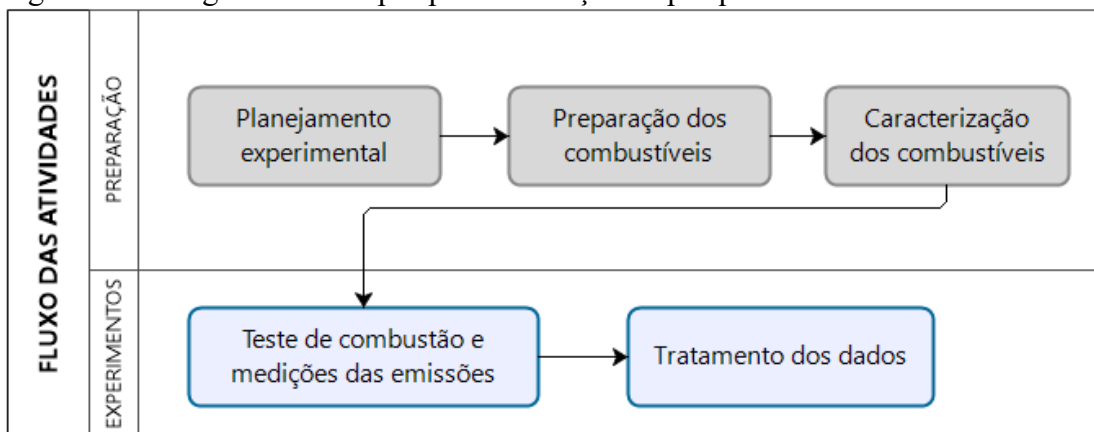 FLUXO DAS ATIVIDADES
PREPARAÇÃO
Planejamento
experimental
Preparação dos
combustíveis
Caracterização
dos combustíveis
EXPERIMENTOS
Teste de combustão e
medições das emissões
Tratamento dos dados